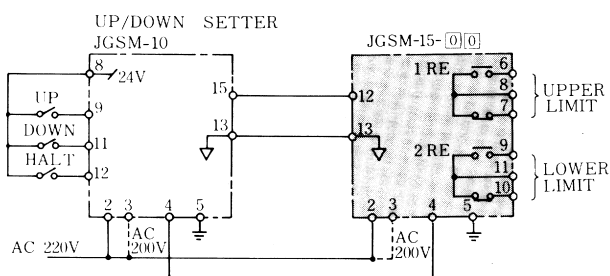 UP/DOWN SETTER
JGSM-10
JGSM-15-00
8
24V
UP
9
DOWN
11
HALT
12
15
13
12
13
1 RE
6
8
7
UPPER
LIMIT
2 RE
9
11
10
LOWER
LIMIT
2 3 4 5
2 3 4 5
AC 220V
AC
200V
AC
200V